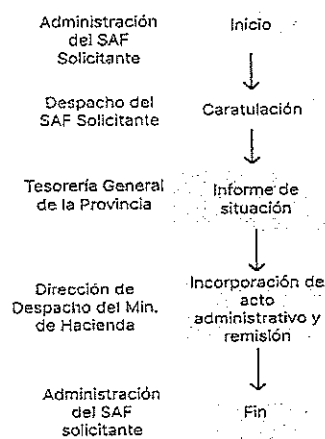 Administración
del SAF
Solicitante
Inicio
Despacho del
SAF Solicitante
Caratulación
Tesorería General
de la Provincia
Informe de
situación
Dirección de
Despacho del Min.
de Hacienda
Incorporación de
acto
administrativo y
remisión
Administración
del SAF
solicitante
Fin